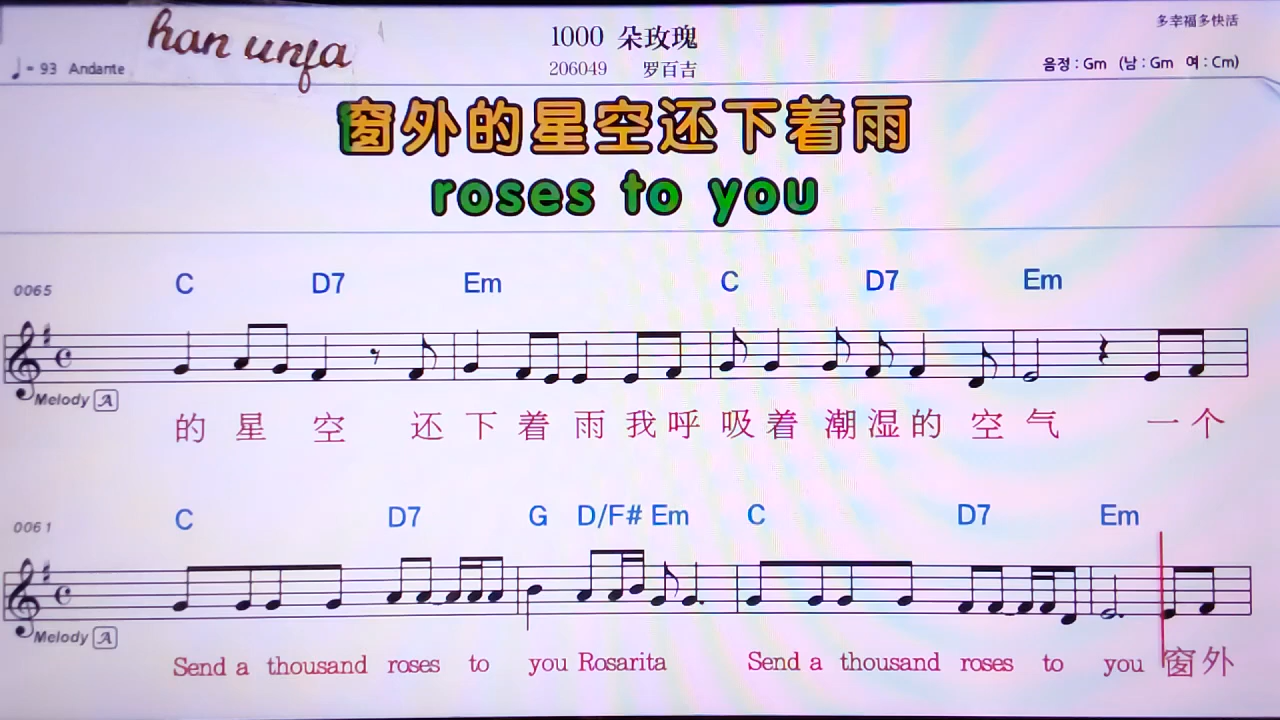 han unfa
1000 朵玫瑰
多幸福多快活
♩= 93 Andante
206049 罗百吉
음정 : Gm (남 : Gm 여 : Cm)
窗外的星空还下着雨
roses to you
C D7 Em C D7 Em
0065
Melody A
的 星 空 还 下 着 雨 我 呼 吸 着 潮 湿 的 空 气 一 个
C D7 G D/F# Em C D7 Em
0061
Melody A
Send a thousand roses to you Rosarita Send a thousand roses to you 窗 外